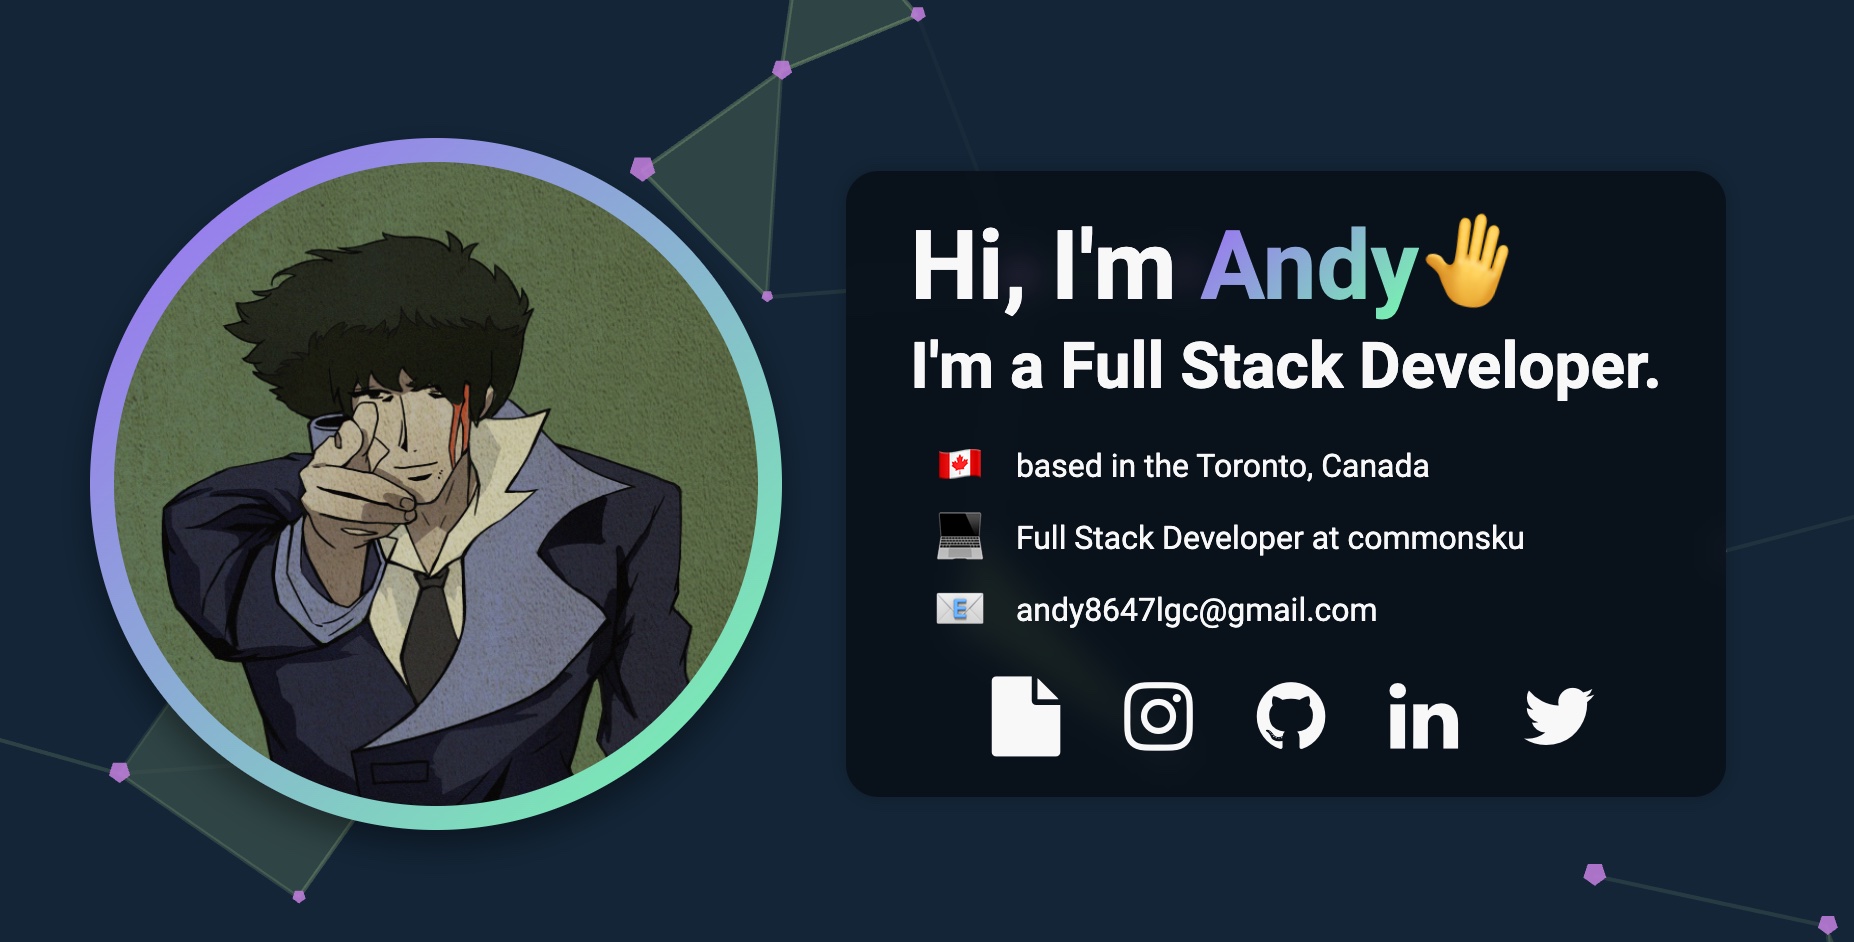 Hi, I'm Andy👋
I'm a Full Stack Developer.
based in the Toronto, Canada
Full Stack Developer at commonsku
andy8647lgc@gmail.com